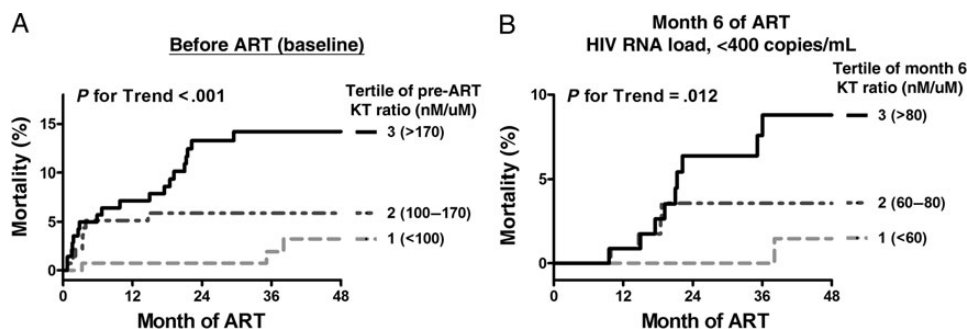 A
Before ART (baseline)
P for Trend <.001
Tertile of pre-ART
KT ratio (nM/uM)
3 (>170)
2 (100–170)
1 (<100)
Mortality (%)
15
10
5
0
0 12 24 36 48
Month of ART
B
Month 6 of ART
HIV RNA load, <400 copies/mL
P for Trend = .012
Tertile of month 6
KT ratio (nM/uM)
3 (>80)
2 (60–80)
1 (<60)
Mortality (%)
10
5
0
0 12 24 36 48
Month of ART